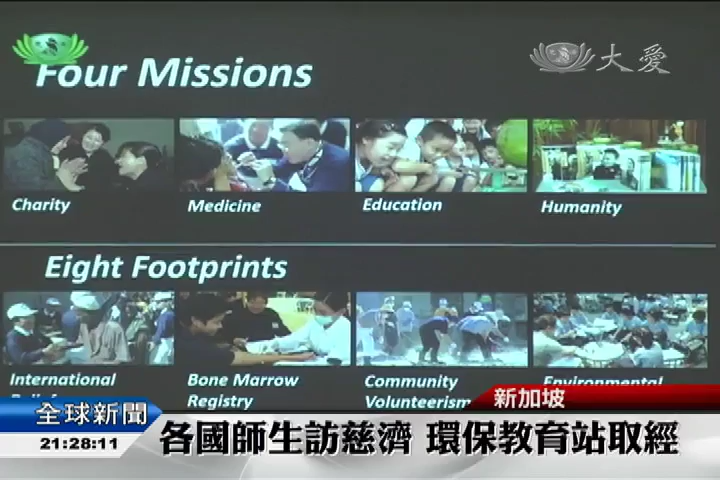 大愛
Four Missions
Charity
Medicine
Education
Humanity
Eight Footprints
International
Bone Marrow
Registry
Community
Volunteerism
Environmental
新加坡
全球新聞
21:28:11
各國師生訪慈濟 環保教育站取經